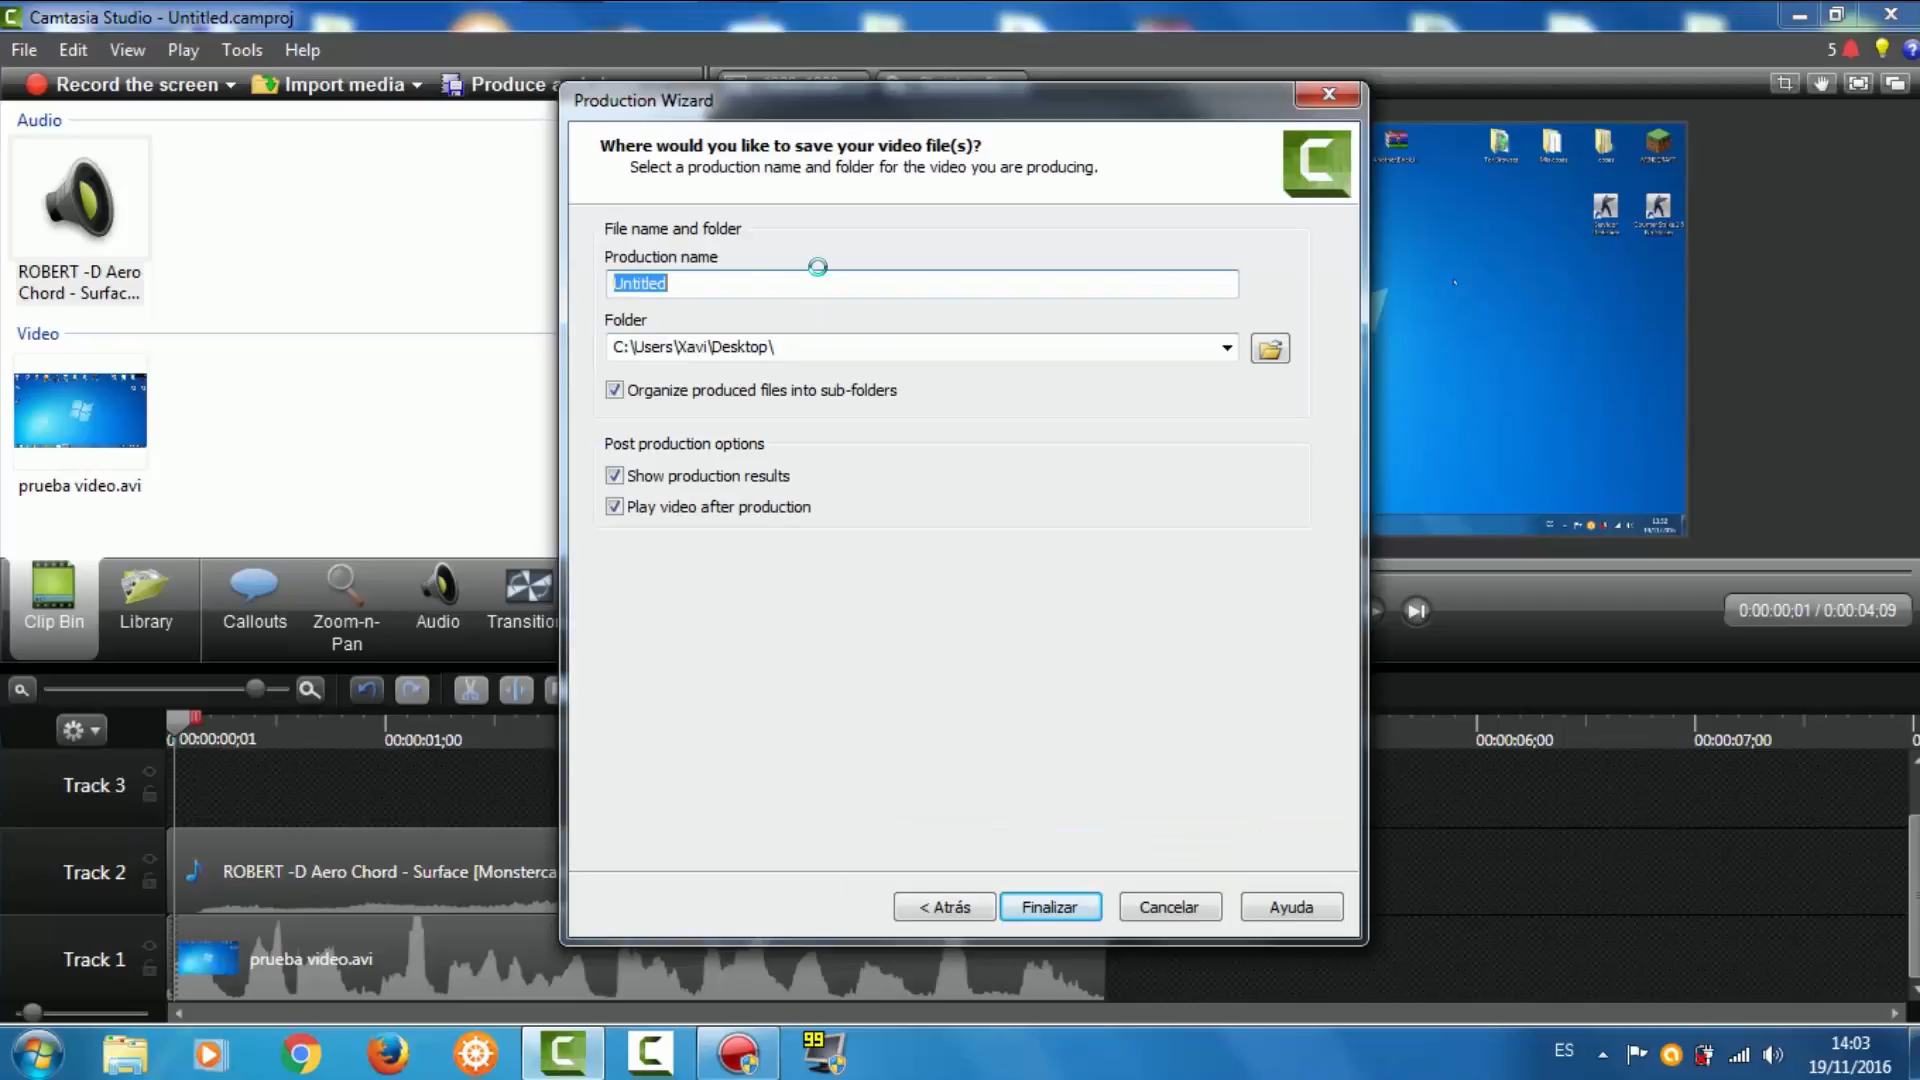 Camtasia Studio - Untitled.camproj
File Edit View Play Tools Help
5
Record the screen Import media Produce a
Production Wizard
Audio
Where would you like to save your video file(s)?
Select a production name and folder for the video you are producing.
ROBERT -D Aero
Chord - Surfac...
File name and folder
Production name
Untitled
Video
Folder
C:\Users\Xavi\Desktop\
Organize produced files into sub-folders
Post production options
Show production results
prueba video.avi
Play video after production
Clip Bin
Library
Callouts
Zoom-n-
Pan
Audio
Transition
0:00:00;01 / 0:00:04;09
00:00:00;01
00:00:01;00
00:00:06;00
00:00:07;00
Track 3
Track 2
ROBERT -D Aero Chord - Surface [Monsterca
< Atrás Finalizar Cancelar Ayuda
Track 1
prueba video.avi
99
ES
14:03
19/11/2016